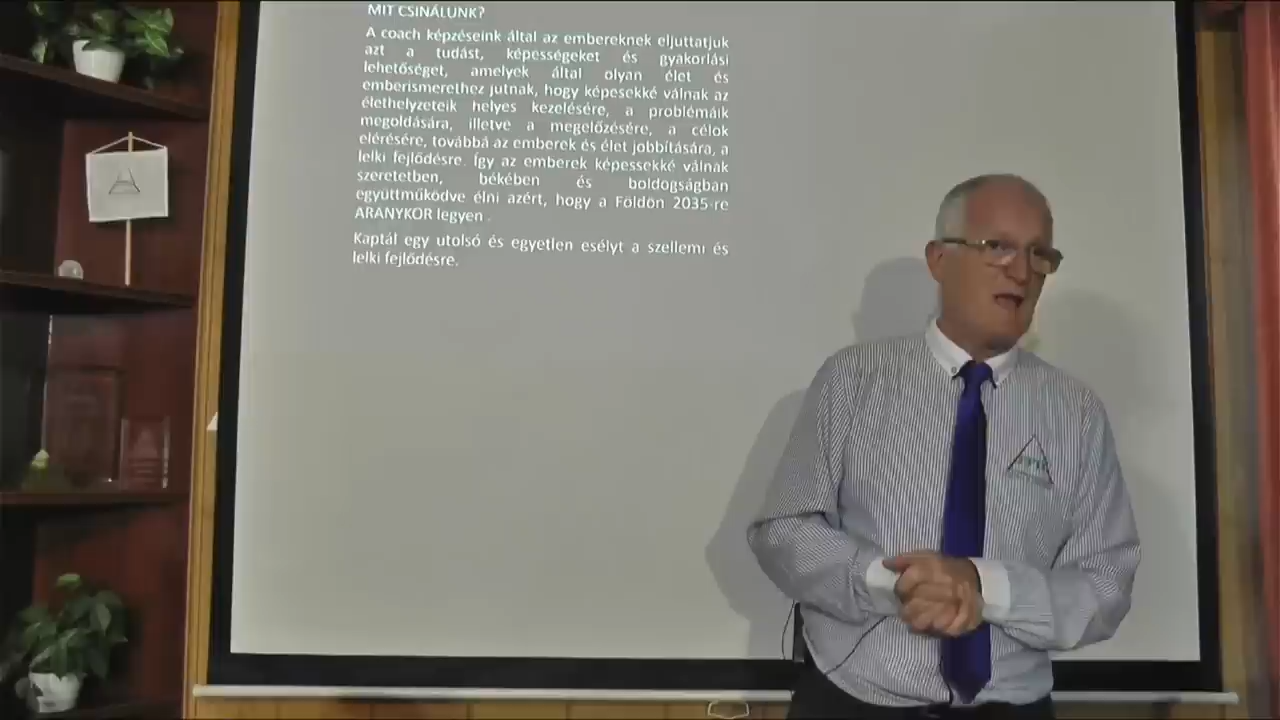 MIT CSINÁLUNK?
A coach képzéseink által az embereknek eljuttatjuk
azt a tudást, képességeket és gyakorlási
lehetőséget, amelyek által olyan élet és
emberismerethez jutnak, hogy képesekké válnak az
élethelyzeteik helyes kezelésére, a problémáik
megoldására, illetve a megelőzésére, a célok
elérésére, továbbá az emberek és élet jobbítására, a
lelki fejlődésre. Így az emberek képessekké válnak
szeretetben, békében és boldogságban
együttműködve élni azért, hogy a Földön 2035-re
ARANYKOR legyen .
Kaptál egy utolsó és egyetlen esélyt a szellemi és
lelki fejlődésre.